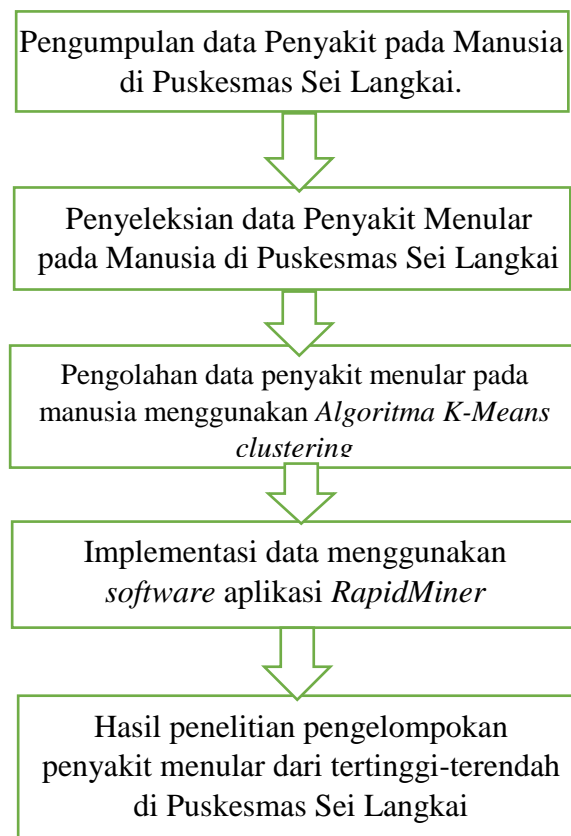 Pengumpulan data Penyakit pada Manusia
di Puskesmas Sei Langkai.
Penyeleksian data Penyakit Menular
pada Manusia di Puskesmas Sei Langkai
Pengolahan data penyakit menular pada
manusia menggunakan Algoritma K-Means
clustering
Implementasi data menggunakan
software aplikasi RapidMiner
Hasil penelitian pengelompokan
penyakit menular dari tertinggi-terendah
di Puskesmas Sei Langkai